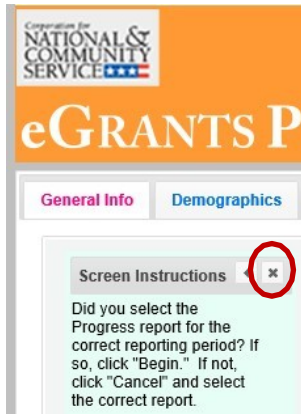 Corporation for
NATIONAL &
COMMUNITY
SERVICE
eGRANTS P
General Info Demographics
Screen Instructions
Did you select the
Progress report for the
correct reporting period? If
so, click "Begin." If not,
click "Cancel" and select
the correct report.